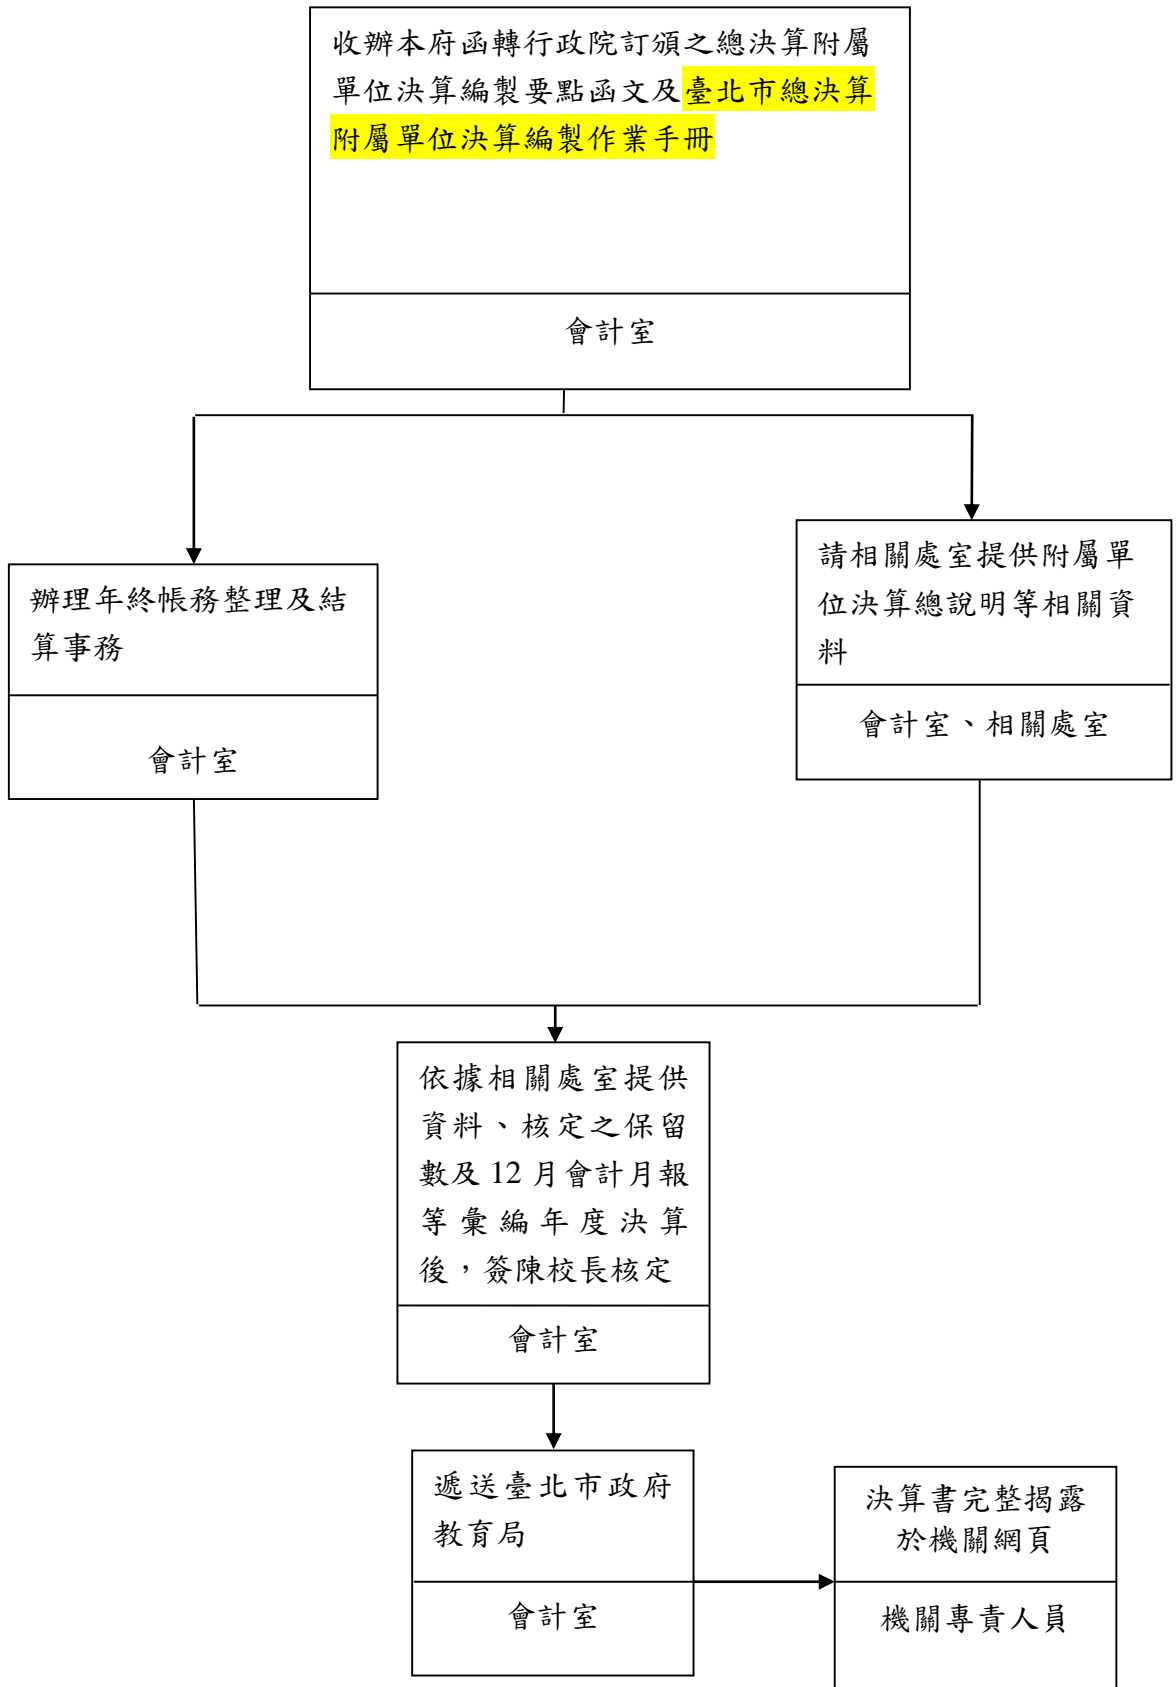 收辦本府函轉行政院訂頒之總決算附屬
單位決算編製要點函文及臺北市總決算
附屬單位決算編製作業手冊
會計室
辦理年終帳務整理及結
算事務
會計室
請相關處室提供附屬單
位決算總說明等相關資
料
會計室、相關處室
依據相關處室提供
資料、核定之保留
數及 12 月會計月報
等彙編年度決算
後，簽陳校長核定
會計室
遞送臺北市政府
教育局
會計室
決算書完整揭露
於機關網頁
機關專責人員